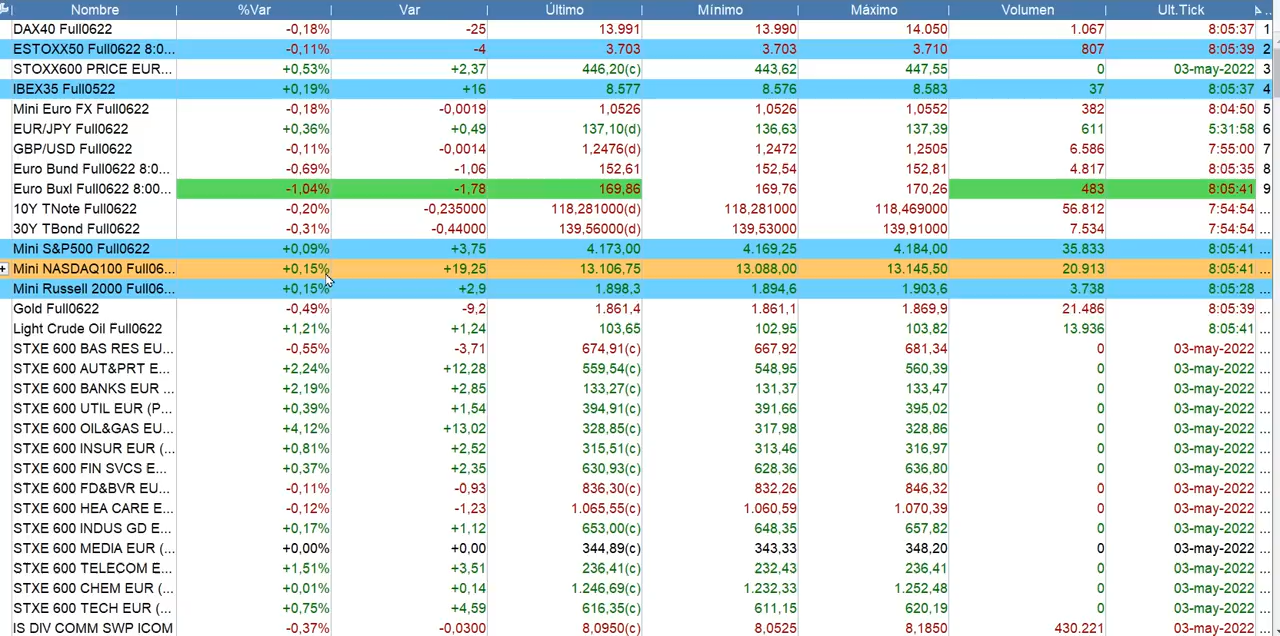 Nombre %Var Var Último Mínimo Máximo Volumen Ult.Tick ..
DAX40 Full0622 -0,18% -25 13.991 13.990 14.050 1.067 8:05:37 1
ESTOXX50 Full0622 8:0... -0,11% -4 3.703 3.703 3.710 807 8:05:39 2
STOXX600 PRICE EUR... +0,53% +2,37 446,20(c) 443,62 447,55 0 03-may-2022 3
IBEX35 Full0522 +0,19% +16 8.577 8.576 8.583 37 8:05:37 4
Mini Euro FX Full0622 -0,18% -0,0019 1,0526 1,0526 1,0552 382 8:04:50 5
EUR/JPY Full0622 +0,36% +0,49 137,10(d) 136,63 137,39 611 5:31:58 6
GBP/USD Full0622 -0,11% -0,0014 1,2476(d) 1,2472 1,2505 6.586 7:55:00 7
Euro Bund Full0622 8:0... -0,69% -1,06 152,61 152,54 152,81 4.817 8:05:35 8
Euro Buxl Full0622 8:00... -1,04% -1,78 169,86 169,76 170,26 483 8:05:41 9
10Y TNote Full0622 -0,20% -0,235000 118,281000(d) 118,281000 118,469000 56.812 7:54:54 ...
30Y TBond Full0622 -0,31% -0,44000 139,56000(d) 139,53000 139,91000 7.534 7:54:54 ...
Mini S&P500 Full0622 +0,09% +3,75 4.173,00 4.169,25 4.184,00 35.833 8:05:41 ...
Mini NASDAQ100 Full06... +0,15% +19,25 13.106,75 13.088,00 13.145,50 20.913 8:05:41 ...
Mini Russell 2000 Full06... +0,15% +2,9 1.898,3 1.894,6 1.903,6 3.738 8:05:28 ...
Gold Full0622 -0,49% -9,2 1.861,4 1.861,1 1.869,9 21.486 8:05:39 ...
Light Crude Oil Full0622 +1,21% +1,24 103,65 102,95 103,82 13.936 8:05:41 ...
STXE 600 BAS RES EU... -0,55% -3,71 674,91(c) 667,92 681,34 0 03-may-2022 ...
STXE 600 AUT&PRT E... +2,24% +12,28 559,54(c) 548,95 560,39 0 03-may-2022 ...
STXE 600 BANKS EUR ... +2,19% +2,85 133,27(c) 131,37 133,47 0 03-may-2022 ...
STXE 600 UTIL EUR (P... +0,39% +1,54 394,91(c) 391,66 395,02 0 03-may-2022 ...
STXE 600 OIL&GAS EU... +4,12% +13,02 328,85(c) 317,98 328,86 0 03-may-2022 ...
STXE 600 INSUR EUR (... +0,81% +2,52 315,51(c) 313,46 316,97 0 03-may-2022 ...
STXE 600 FIN SVCS E... +0,37% +2,35 630,93(c) 628,36 636,80 0 03-may-2022 ...
STXE 600 FD&BVR EU... -0,11% -0,93 836,30(c) 832,26 846,32 0 03-may-2022 ...
STXE 600 HEA CARE E... -0,12% -1,23 1.065,55(c) 1.060,59 1.070,39 0 03-may-2022 ...
STXE 600 INDUS GD E... +0,17% +1,12 653,00(c) 648,35 657,82 0 03-may-2022 ...
STXE 600 MEDIA EUR (... +0,00% +0,00 344,89(c) 343,33 348,20 0 03-may-2022 ...
STXE 600 TELECOM E... +1,51% +3,51 236,41(c) 232,43 236,41 0 03-may-2022 ...
STXE 600 CHEM EUR (... +0,01% +0,14 1.246,69(c) 1.232,33 1.252,48 0 03-may-2022 ...
STXE 600 TECH EUR (... +0,75% +4,59 616,35(c) 611,15 620,19 0 03-may-2022 ...
IS DIV COMM SWP ICOM -0,37% -0,0300 8,0950(c) 8,0525 8,1850 430.221 03-may-2022 ...